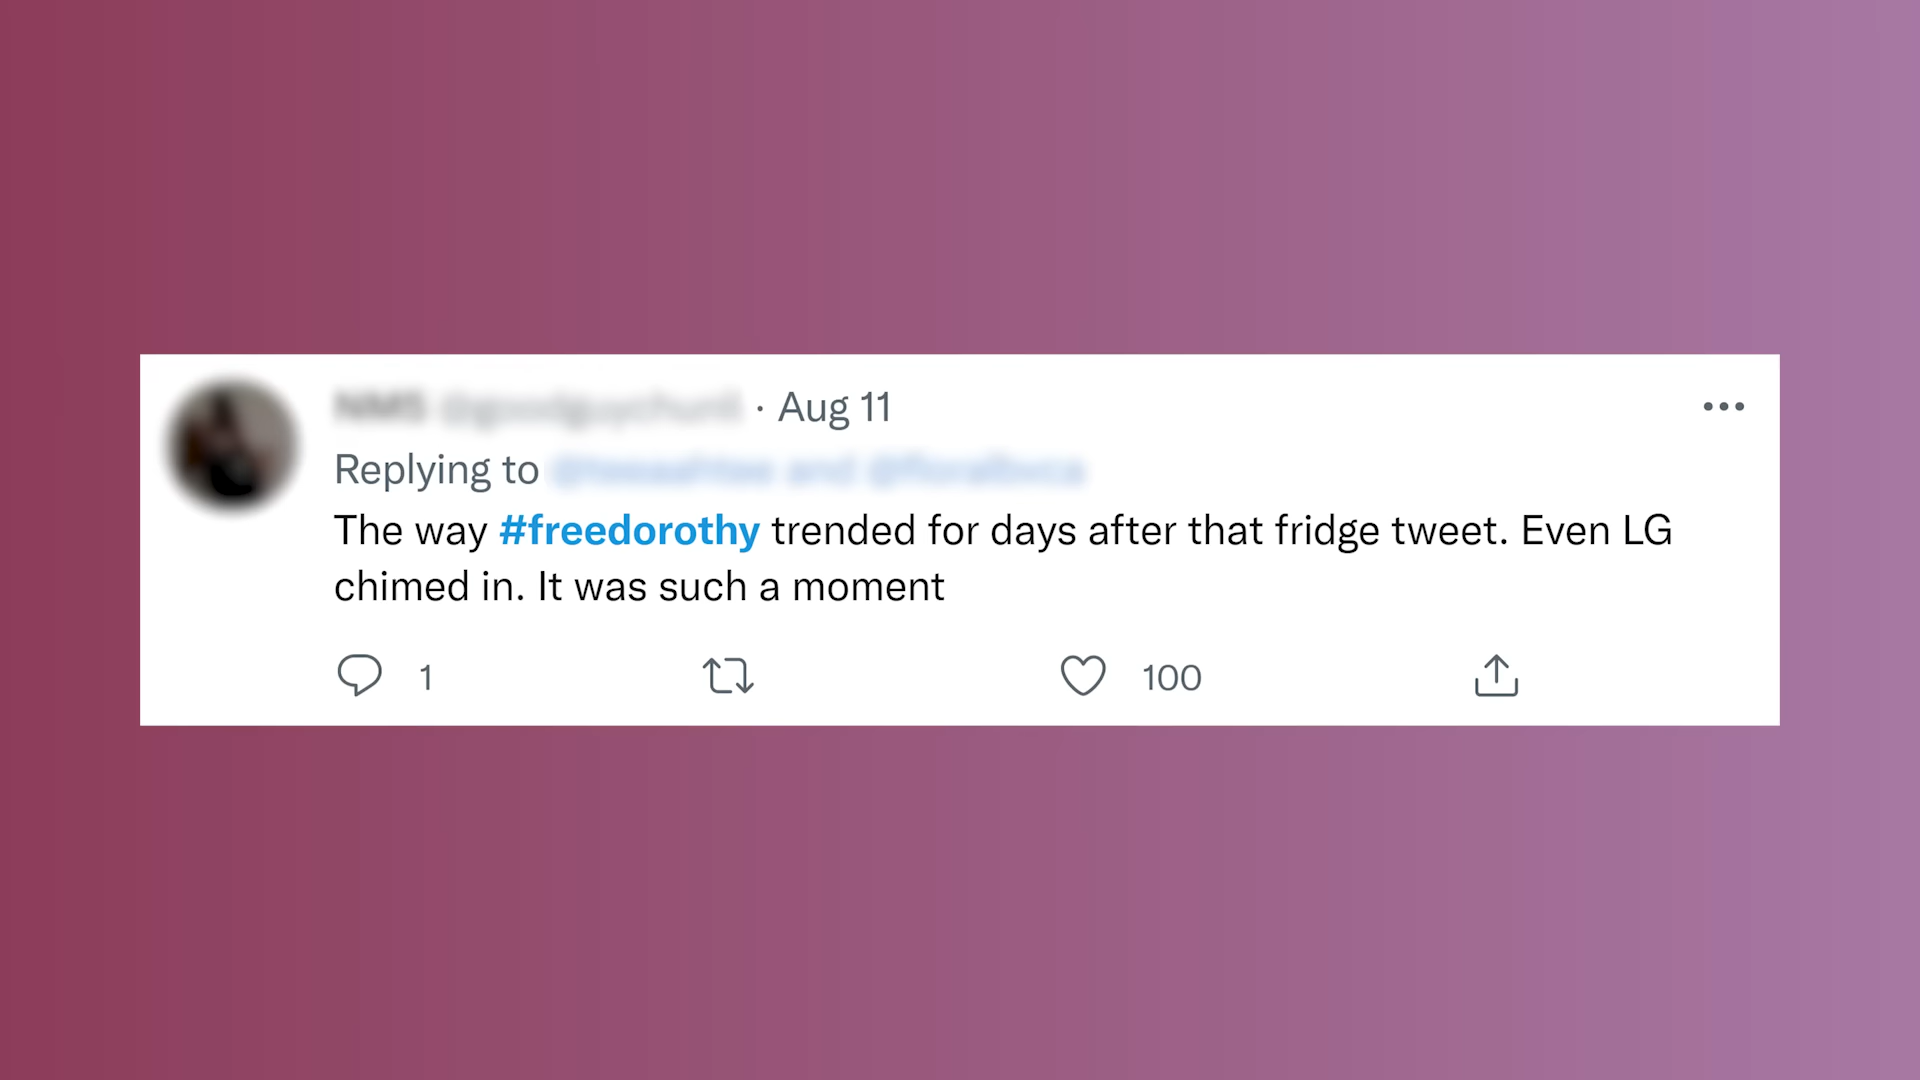 · Aug 11
Replying to
The way #freedorothy trended for days after that fridge tweet. Even LG
chimed in. It was such a moment
1 100